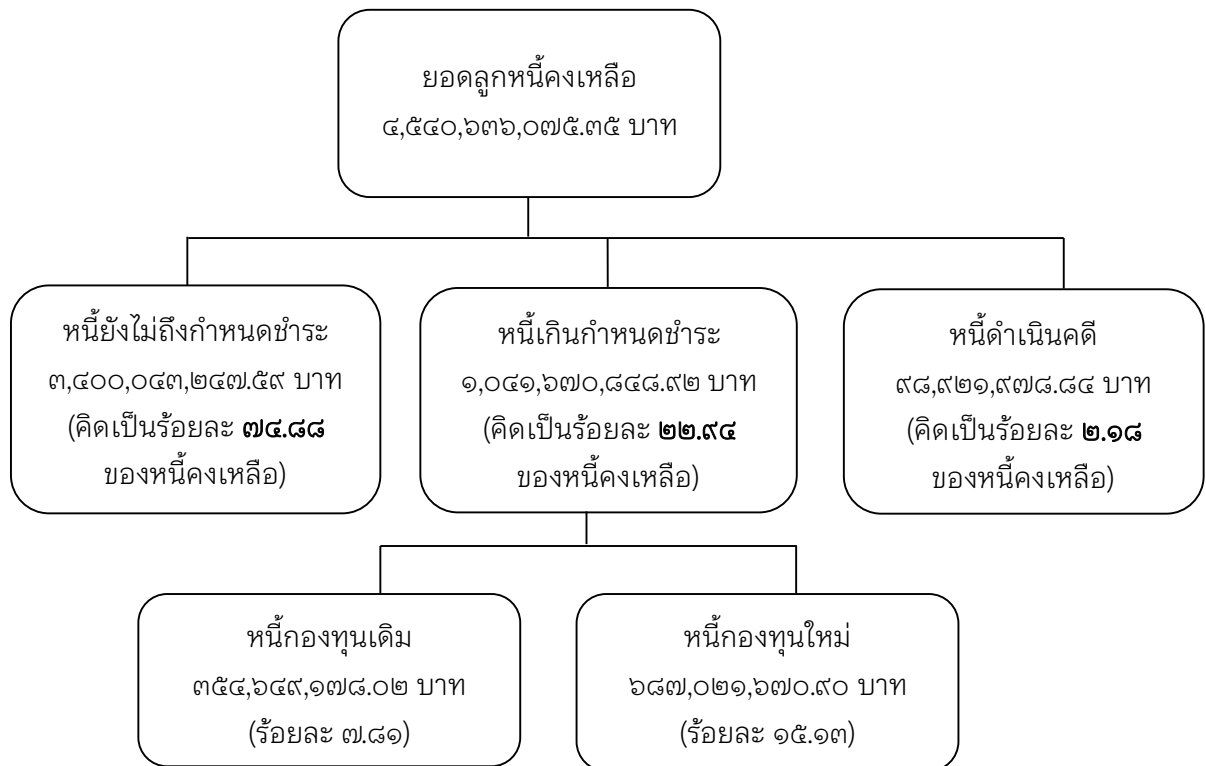 ยอดลูกหนี้คงเหลือ
๔,๕๔๐,๖๓๖,๐๗๕.๓๕ บาท
หนี้ยังไม่ถึงกำหนดชำระ
๓,๔๐๐,๐๔๓,๒๔๗.๕๙ บาท
(คิดเป็นร้อยละ ๗๔.๘๘
ของหนี้คงเหลือ)
หนี้เกินกำหนดชำระ
๑,๐๔๑,๖๗๐,๘๔๘.๙๒ บาท
(คิดเป็นร้อยละ ๒๒.๙๔
ของหนี้คงเหลือ)
หนี้ดำเนินคดี
๙๘,๙๒๑,๙๗๘.๘๔ บาท
(คิดเป็นร้อยละ ๒.๑๘
ของหนี้คงเหลือ)
หนี้กองทุนเดิม
๓๕๔,๖๔๙,๑๗๘.๐๒ บาท
(ร้อยละ ๗.๘๑)
หนี้กองทุนใหม่
๖๘๗,๐๒๑,๖๗๐.๙๐ บาท
(ร้อยละ ๑๕.๑๓)